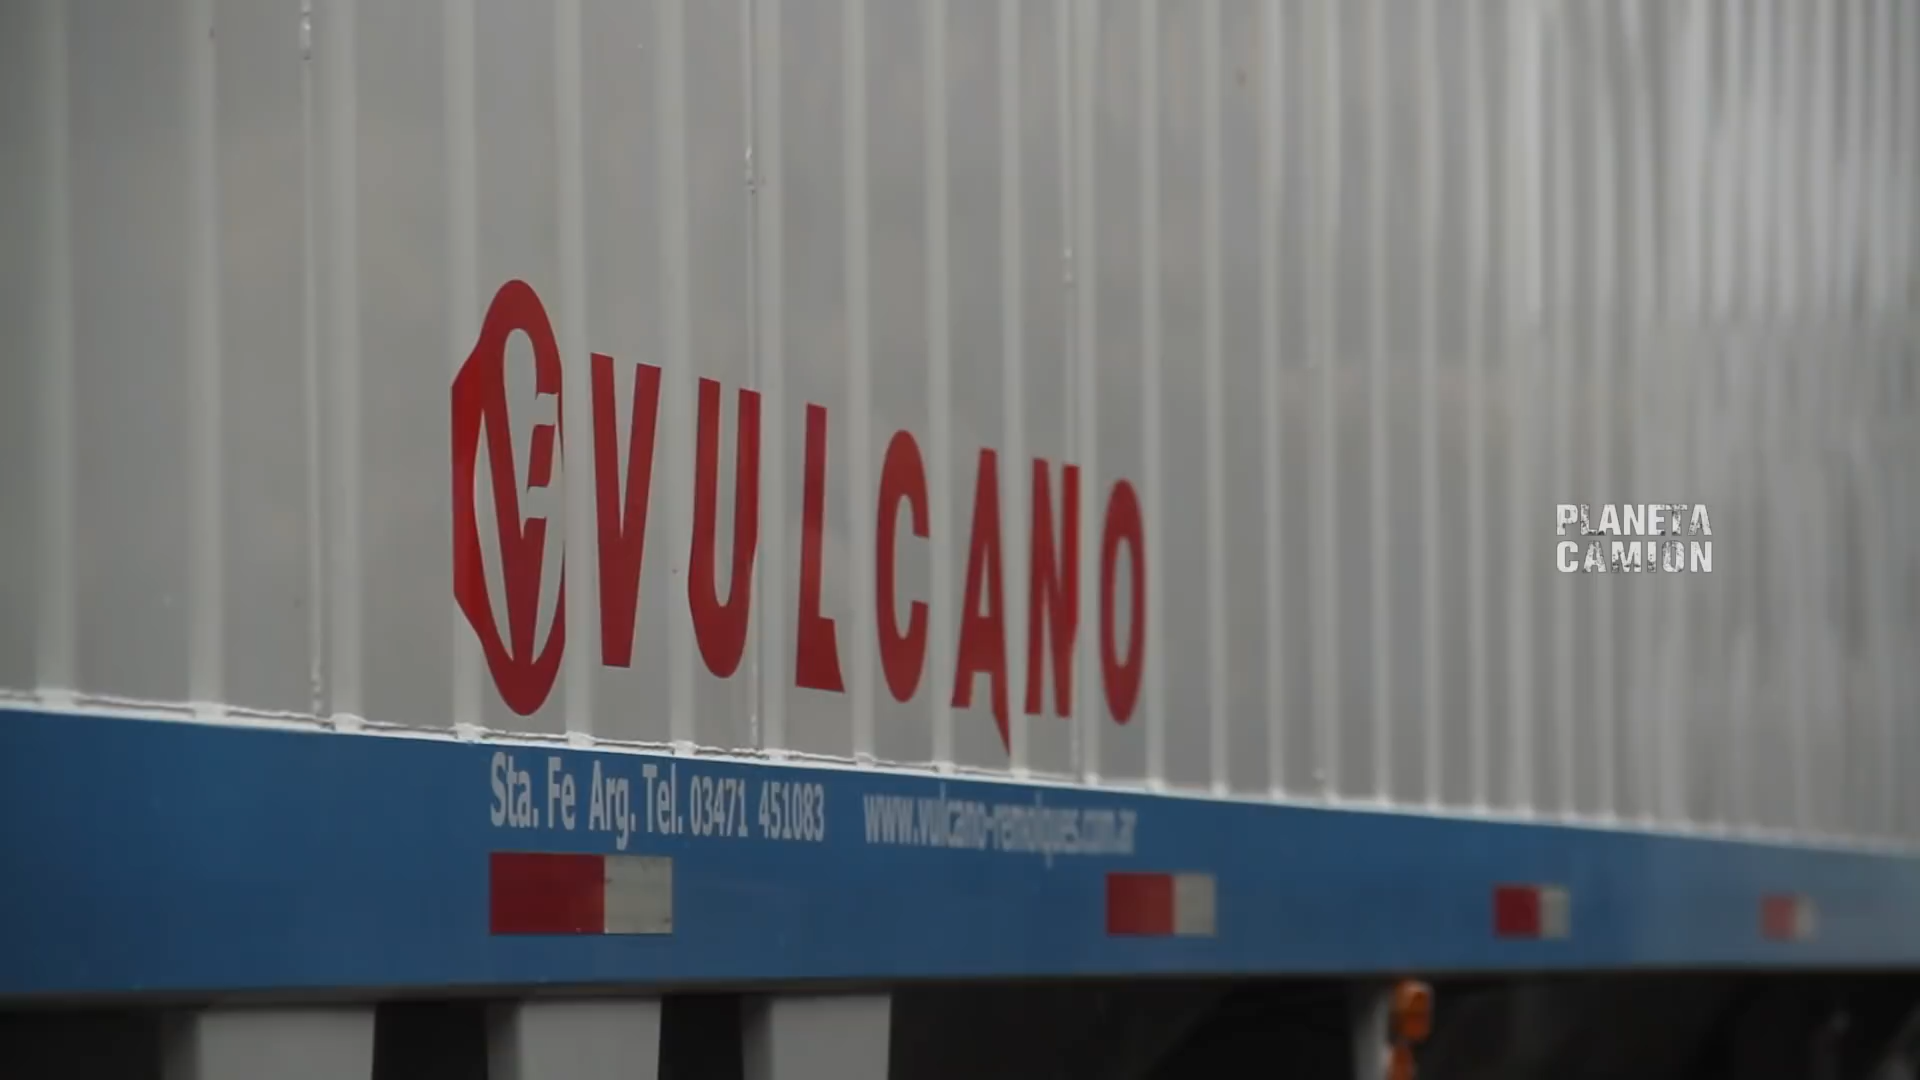 VULCANO
Sta. Fe Arg. Tel. 03471 451083 www.vulcano-remolques.com.ar
PLANETA
CAMION